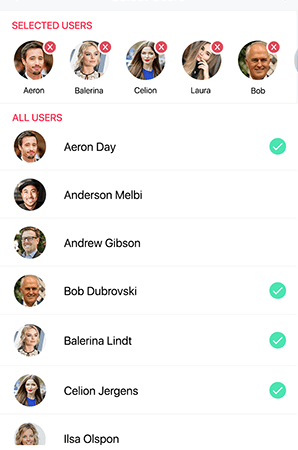 SELECTED USERS
Aeron
Balerina
Celion
Laura
Bob
ALL USERS
Aeron Day
Anderson Melbi
Andrew Gibson
Bob Dubrovski
Balerina Lindt
Celion Jergens
Ilsa Olspon